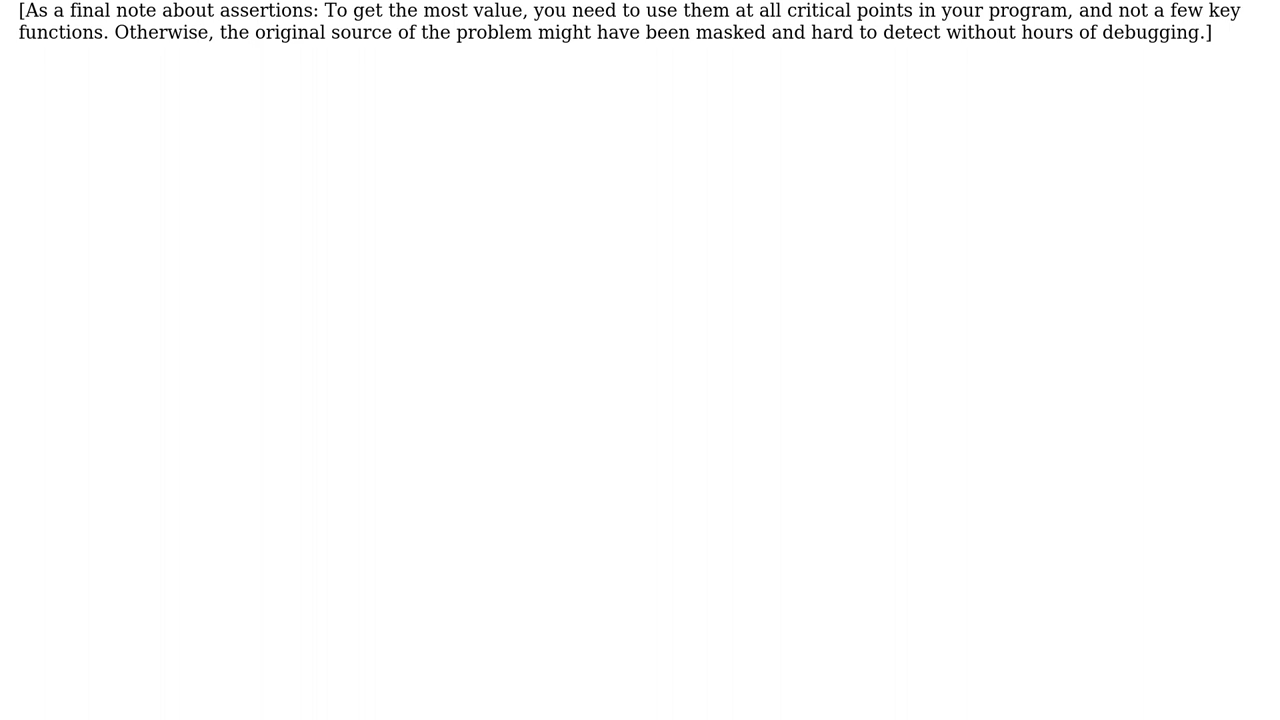 [As a final note about assertions: To get the most value, you need to use them at all critical points in your program, and not a few key
functions. Otherwise, the original source of the problem might have been masked and hard to detect without hours of debugging.]